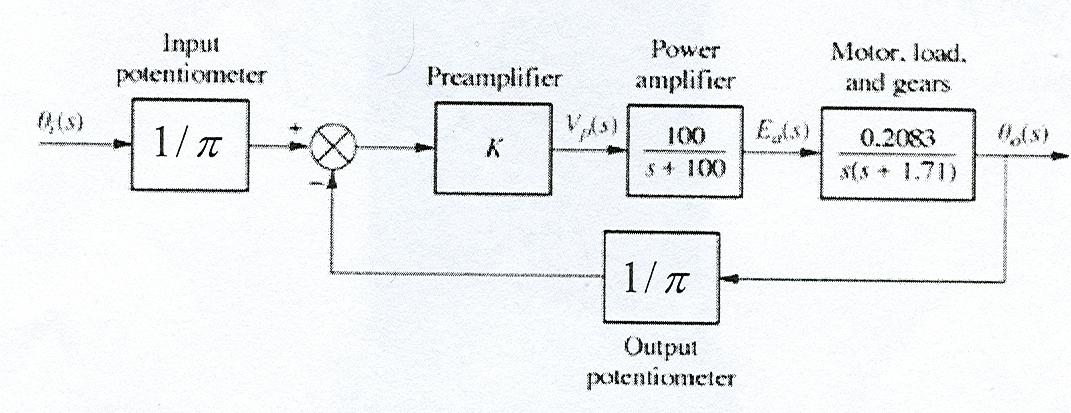 Input
potentiometer
θi(s)
1/π
+
−
Preamplifier
K
Vp(s)
Power
amplifier
100
s + 100
Ea(s)
Motor, load,
and gears
0.2083
s(s + 1.71)
θo(s)
1/π
Output
potentiometer